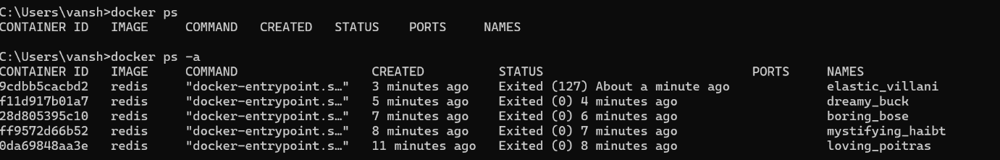 C:\Users\vansh>docker ps
CONTAINER ID   IMAGE     COMMAND   CREATED   STATUS    PORTS     NAMES
C:\Users\vansh>docker ps -a
CONTAINER ID   IMAGE     COMMAND                  CREATED          STATUS                            PORTS     NAMES
9cdbb5cacbd2   redis     "docker-entrypoint.s…"   3 minutes ago    Exited (127) About a minute ago             elastic_villani
f11d917b01a7   redis     "docker-entrypoint.s…"   5 minutes ago    Exited (0) 4 minutes ago                    dreamy_buck
28d805395c10   redis     "docker-entrypoint.s…"   7 minutes ago    Exited (0) 6 minutes ago                    boring_bose
ff9572d66b52   redis     "docker-entrypoint.s…"   8 minutes ago    Exited (0) 7 minutes ago                    mystifying_haibt
0da69848aa3e   redis     "docker-entrypoint.s…"   11 minutes ago   Exited (0) 8 minutes ago                    loving_poitras